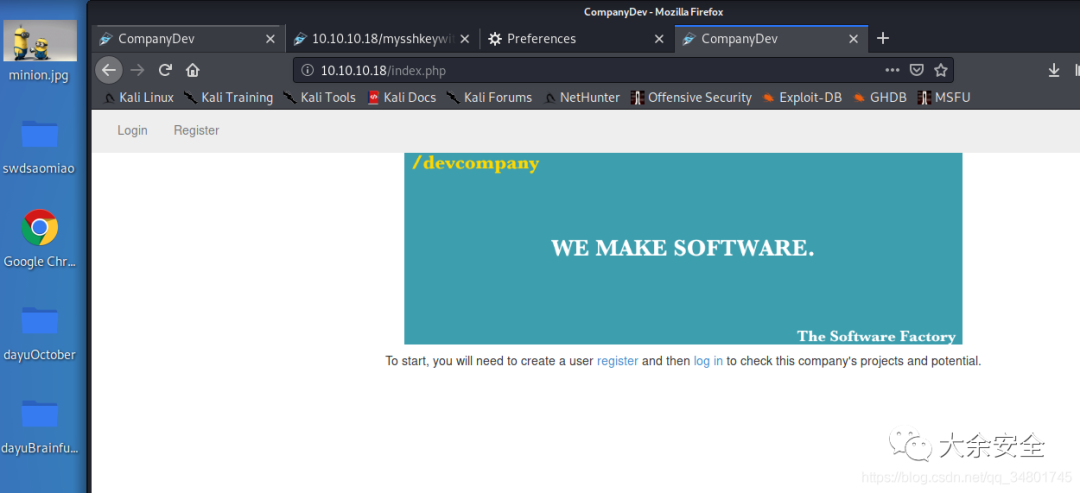 CompanyDev - Mozilla Firefox
CompanyDev
10.10.10.18/mysshkeywit
Preferences
CompanyDev
10.10.10.18/index.php
Kali Linux Kali Training Kali Tools Kali Docs Kali Forums NetHunter Offensive Security Exploit-DB GHDB MSFU
Login Register
/devcompany
WE MAKE SOFTWARE.
The Software Factory
To start, you will need to create a user register and then log in to check this company's projects and potential.
minion.jpg
swdsaomiao
Google Chr...
dayuOctober
dayuBrainfu...
大余安全
https://blog.csdn.net/qq_34801745